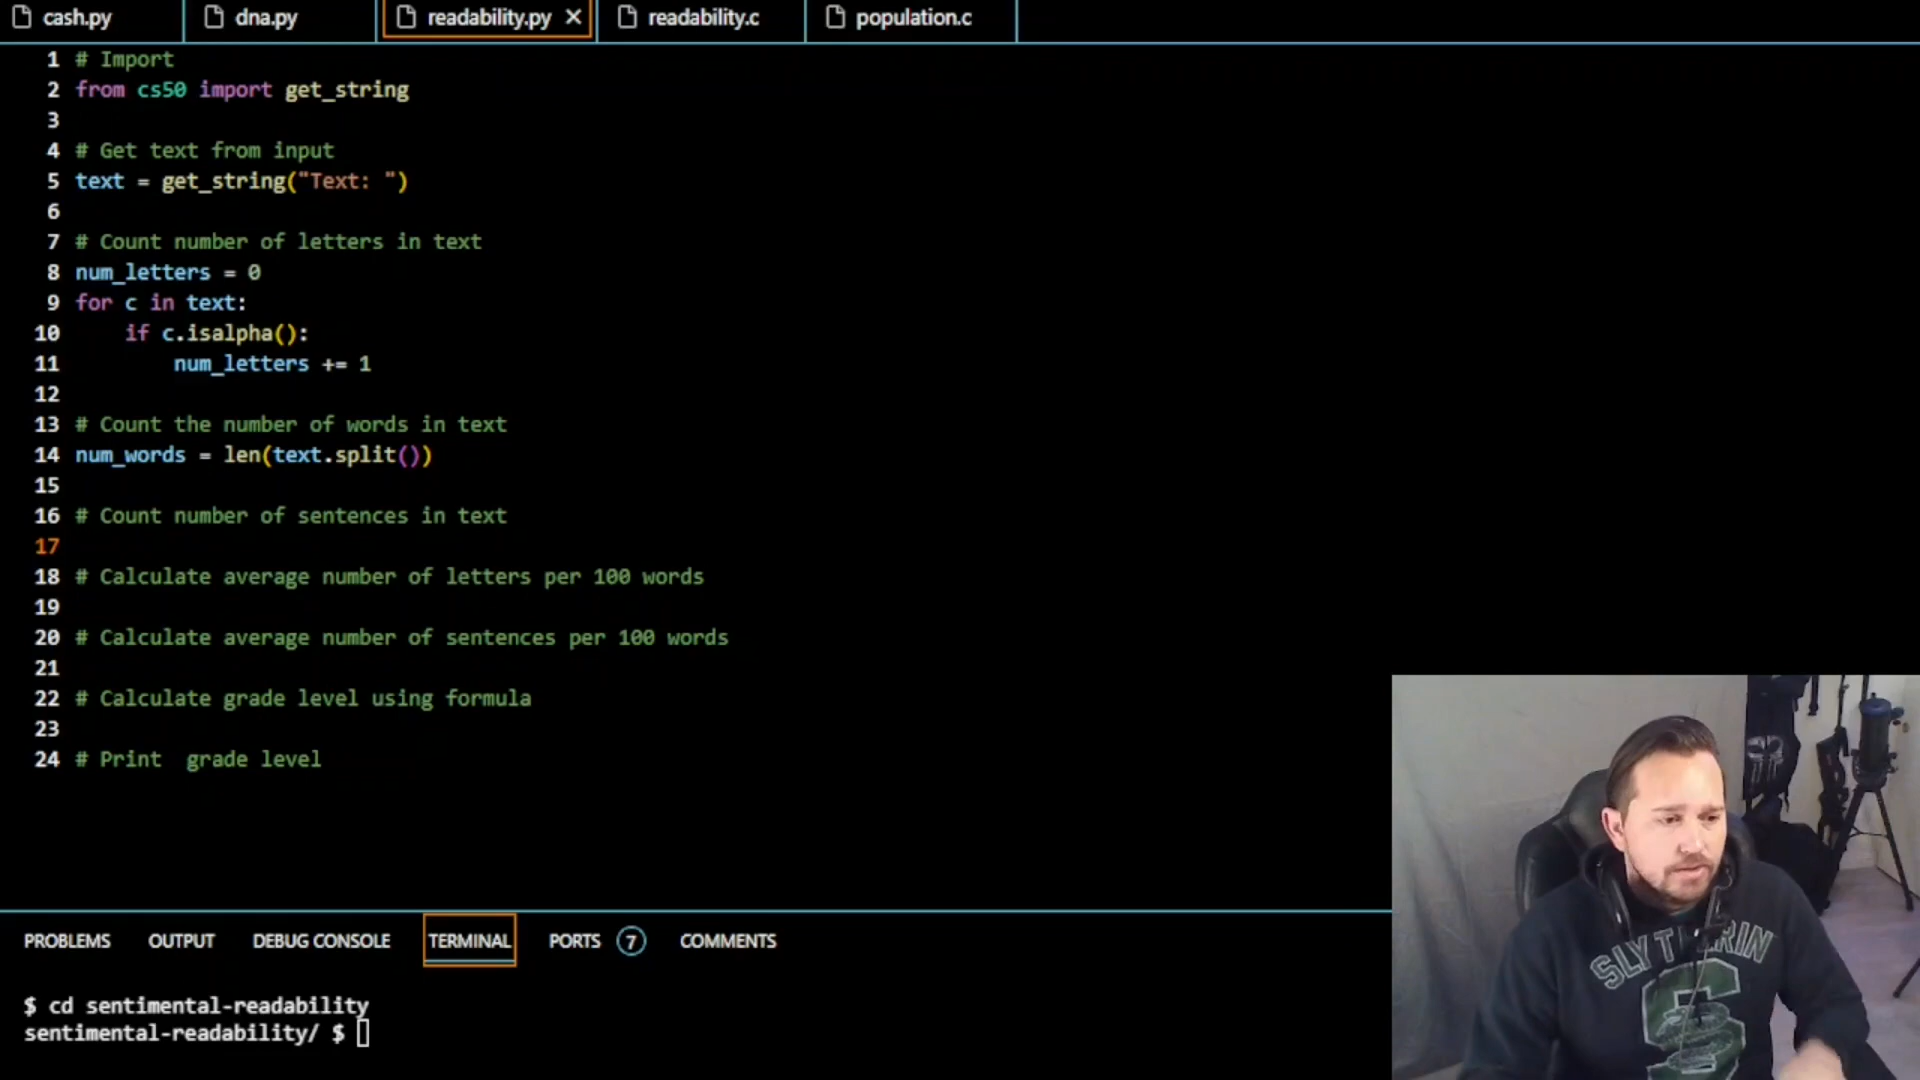 cash.py dna.py readability.py readability.c population.c
1 # Import
2 from cs50 import get_string
3
4 # Get text from input
5 text = get_string("Text: ")
6
7 # Count number of letters in text
8 num_letters = 0
9 for c in text:
10 if c.isalpha():
11 num_letters += 1
12
13 # Count the number of words in text
14 num_words = len(text.split())
15
16 # Count number of sentences in text
17
18 # Calculate average number of letters per 100 words
19
20 # Calculate average number of sentences per 100 words
21
22 # Calculate grade level using formula
23
24 # Print  grade level
PROBLEMS OUTPUT DEBUG CONSOLE TERMINAL PORTS 7 COMMENTS
$ cd sentimental-readability
sentimental-readability/ $
SLYTHERIN
S